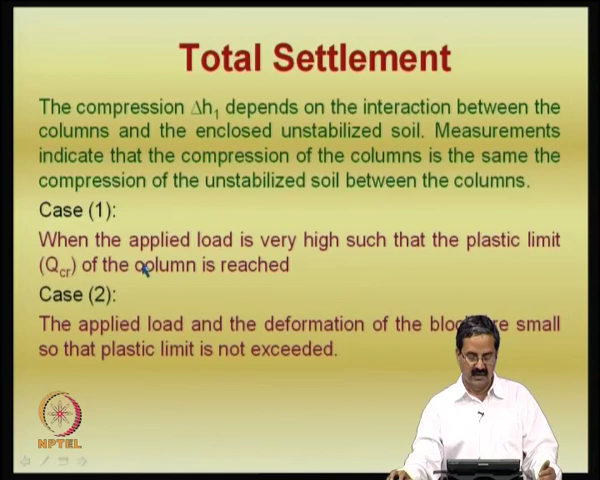 Total Settlement
The compression Δh1 depends on the interaction between the
columns and the enclosed unstabilized soil. Measurements
indicate that the compression of the columns is the same the
compression of the unstabilized soil between the columns.
Case (1):
When the applied load is very high such that the plastic limit
(Qcr) of the column is reached
Case (2):
The applied load and the deformation of the small
so that plastic limit is not exceeded.
NPTEL